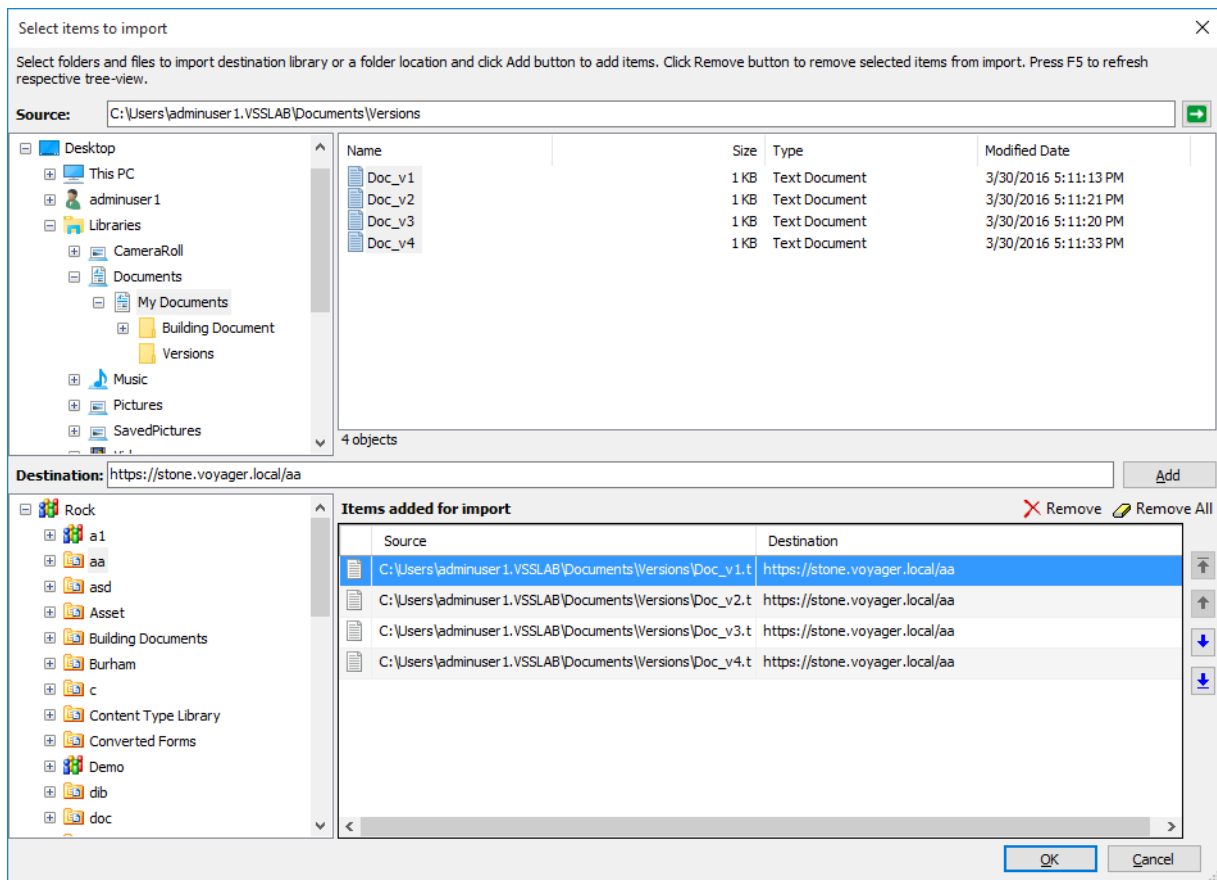 Select items to import
Select folders and files to import destination library or a folder location and click Add button to add items. Click Remove button to remove selected items from import. Press F5 to refresh
respective tree-view.
Source: C:\Users\adminuser1.VSSLAB\Documents\Versions
Desktop
This PC
adminuser1
Libraries
CameraRoll
Documents
My Documents
Building Document
Versions
Music
Pictures
SavedPictures
Name Size Type Modified Date
Doc_v1 1 KB Text Document 3/30/2016 5:11:13 PM
Doc_v2 1 KB Text Document 3/30/2016 5:11:21 PM
Doc_v3 1 KB Text Document 3/30/2016 5:11:20 PM
Doc_v4 1 KB Text Document 3/30/2016 5:11:33 PM
4 objects
Destination: https://stone.voyager.local/aa Add
Rock
a1
aa
asd
Asset
Building Documents
Burham
c
Content Type Library
Converted Forms
Demo
dib
doc
Items added for import Remove Remove All
Source Destination
C:\Users\adminuser1.VSSLAB\Documents\Versions\Doc_v1.t https://stone.voyager.local/aa
C:\Users\adminuser1.VSSLAB\Documents\Versions\Doc_v2.t https://stone.voyager.local/aa
C:\Users\adminuser1.VSSLAB\Documents\Versions\Doc_v3.t https://stone.voyager.local/aa
C:\Users\adminuser1.VSSLAB\Documents\Versions\Doc_v4.t https://stone.voyager.local/aa
OK Cancel